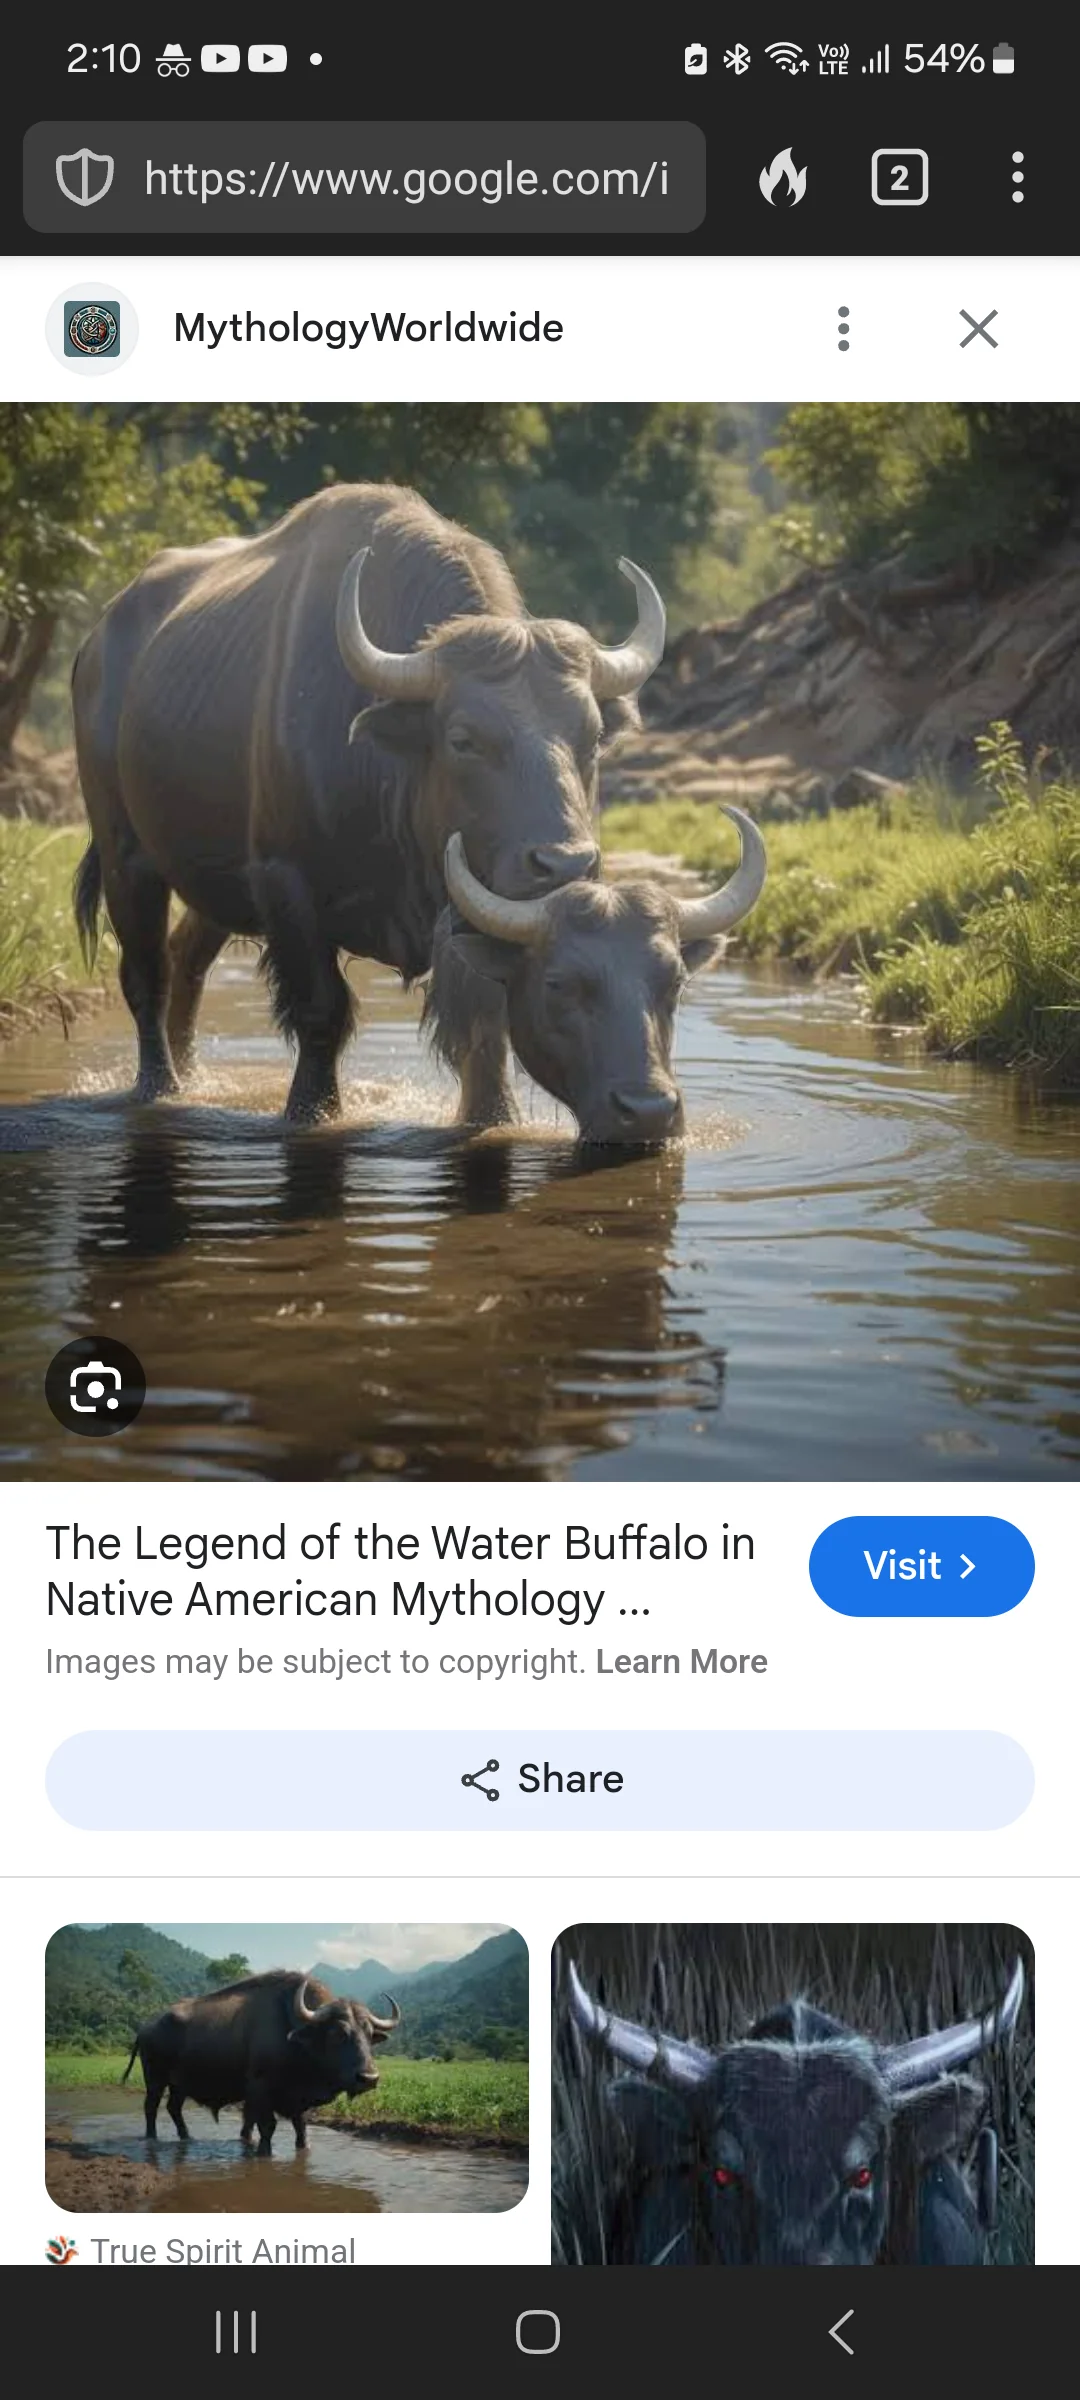 2:10
Vo))
LTE
54%
https://www.google.com/i
2
MythologyWorldwide
The Legend of the Water Buffalo in
Native American Mythology ...
Visit
Images may be subject to copyright. Learn More
Share
True Spirit Animal